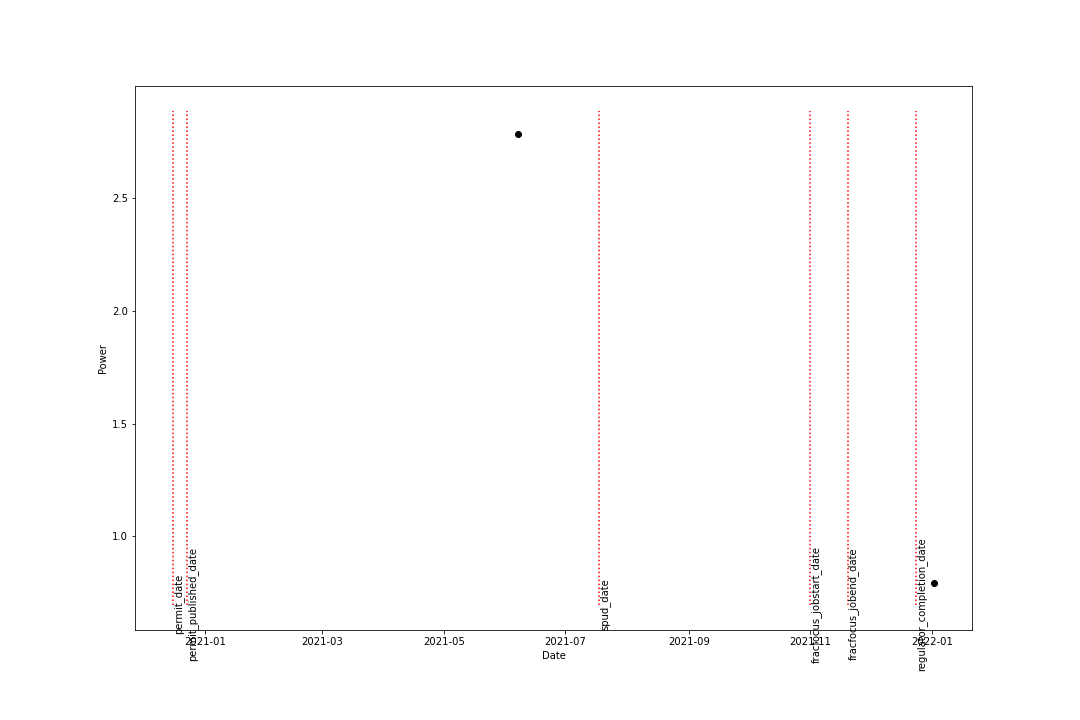 2.5
2.0
1.5
1.0
Power
permit_date
permit_published_date
spud_date
fracfocus_jobstart_date
fracfocus_jobend_date
regulator_completion_date
2021-01
2021-03
2021-05
2021-07
2021-09
2021-11
2022-01
Date